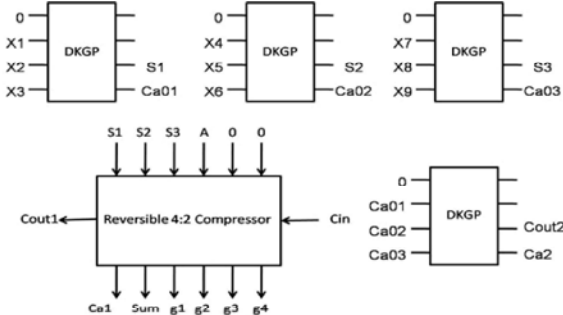 0 DKGP 0 DKGP 0 DKGP
X1 X4 X7
X2 S1 X5 S2 X8 S3
X3 Ca01 X6 Ca02 X9 Ca03
S1 S2 S3 A 0 0
Cout1 Reversible 4:2 Compressor Cin
Ca1 Sum g1 g2 g3 g4
0
Ca01 DKGP
Ca02 Cout2
Ca03 Ca2